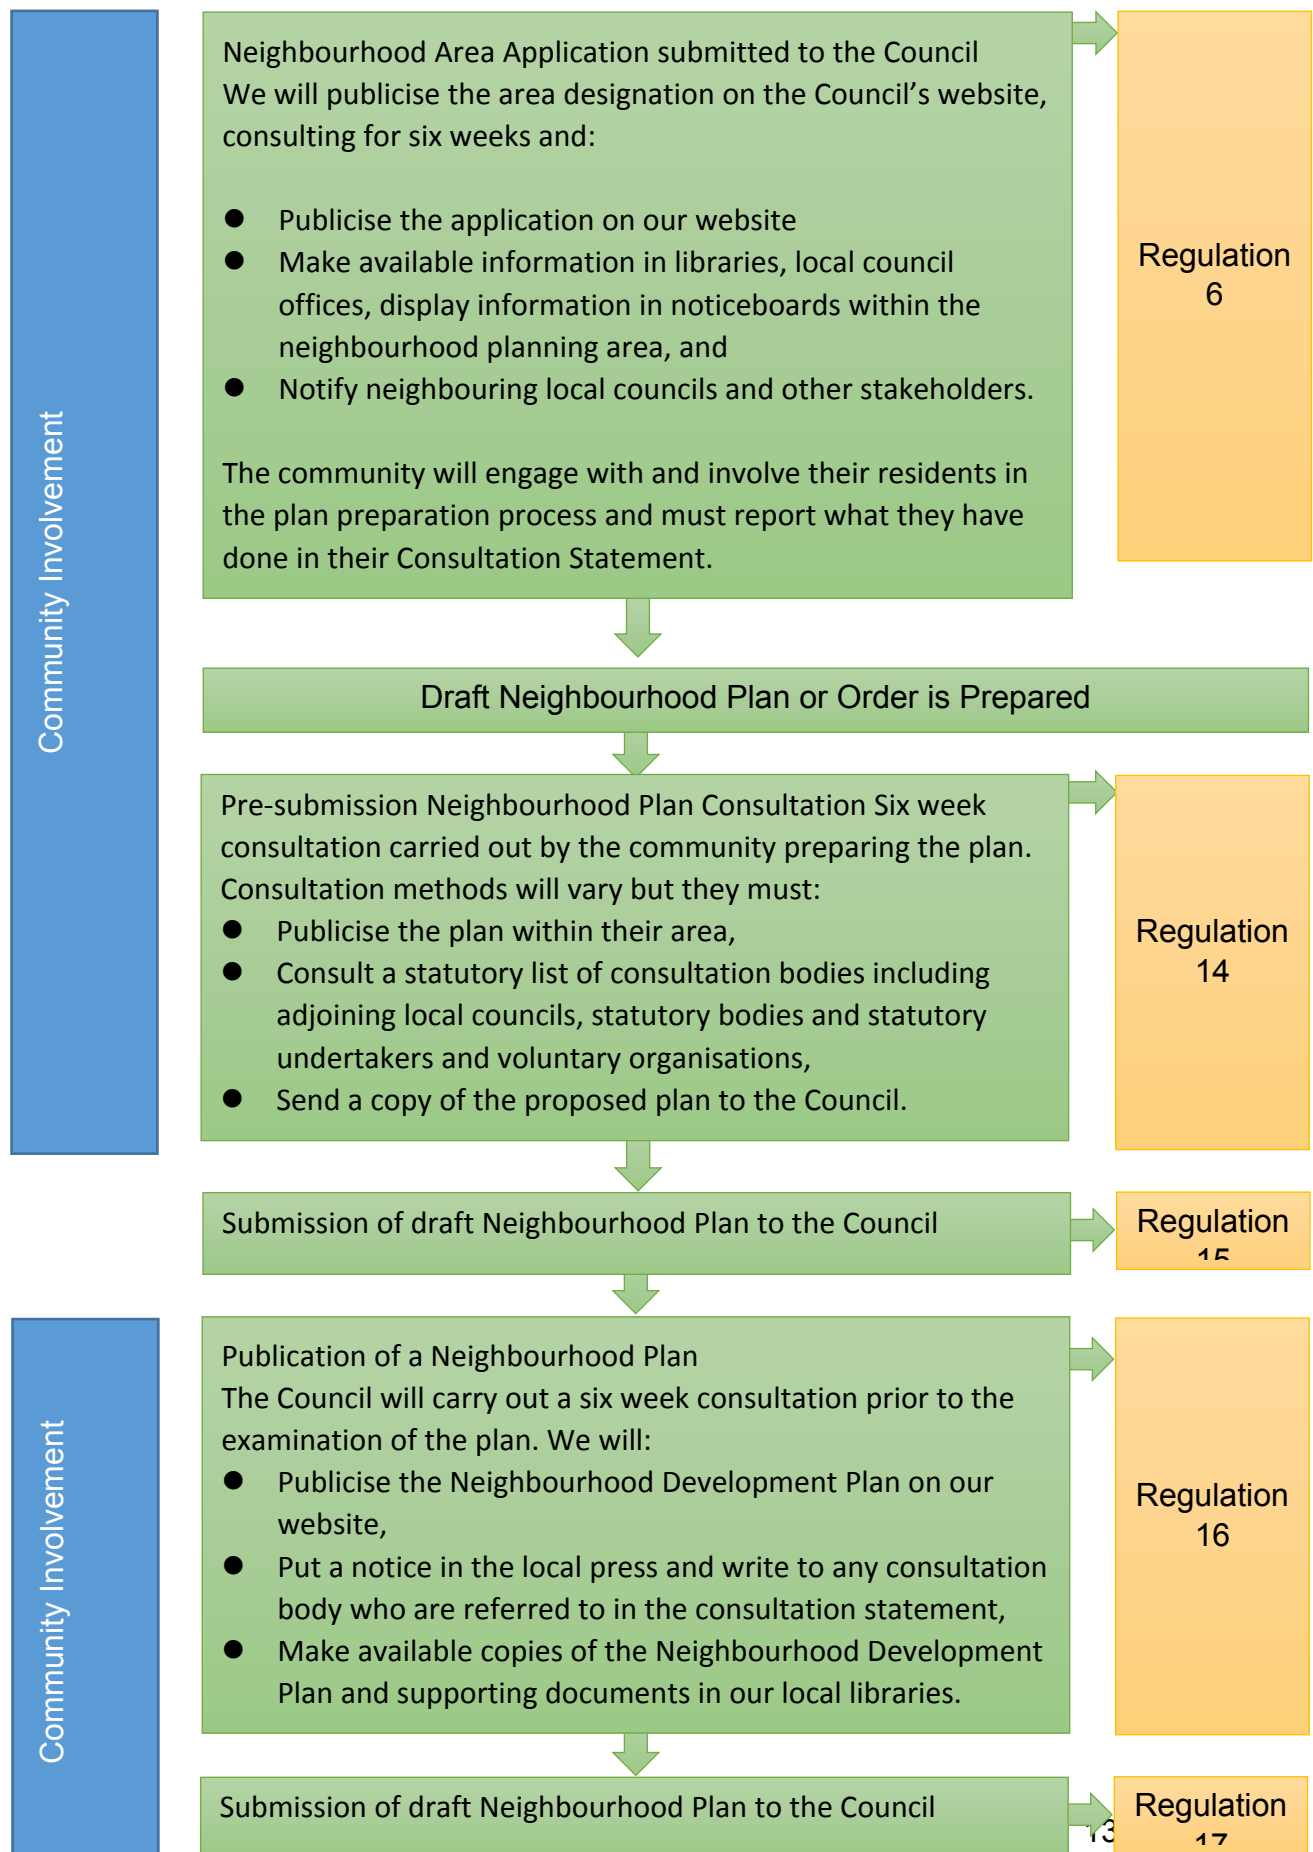 Community Involvement
Neighbourhood Area Application submitted to the Council
We will publicise the area designation on the Council's website,
consulting for six weeks and:
● Publicise the application on our website
● Make available information in libraries, local council
offices, display information in noticeboards within the
neighbourhood planning area, and
● Notify neighbouring local councils and other stakeholders.
The community will engage with and involve their residents in
the plan preparation process and must report what they have
done in their Consultation Statement.
Regulation
6
Draft Neighbourhood Plan or Order is Prepared
Pre-submission Neighbourhood Plan Consultation Six week
consultation carried out by the community preparing the plan.
Consultation methods will vary but they must:
● Publicise the plan within their area,
● Consult a statutory list of consultation bodies including
adjoining local councils, statutory bodies and statutory
undertakers and voluntary organisations,
● Send a copy of the proposed plan to the Council.
Regulation
14
Submission of draft Neighbourhood Plan to the Council
Regulation
15
Community Involvement
Publication of a Neighbourhood Plan
The Council will carry out a six week consultation prior to the
examination of the plan. We will:
● Publicise the Neighbourhood Development Plan on our
website,
● Put a notice in the local press and write to any consultation
body who are referred to in the consultation statement,
● Make available copies of the Neighbourhood Development
Plan and supporting documents in our local libraries.
Regulation
16
Submission of draft Neighbourhood Plan to the Council
Regulation
17
13